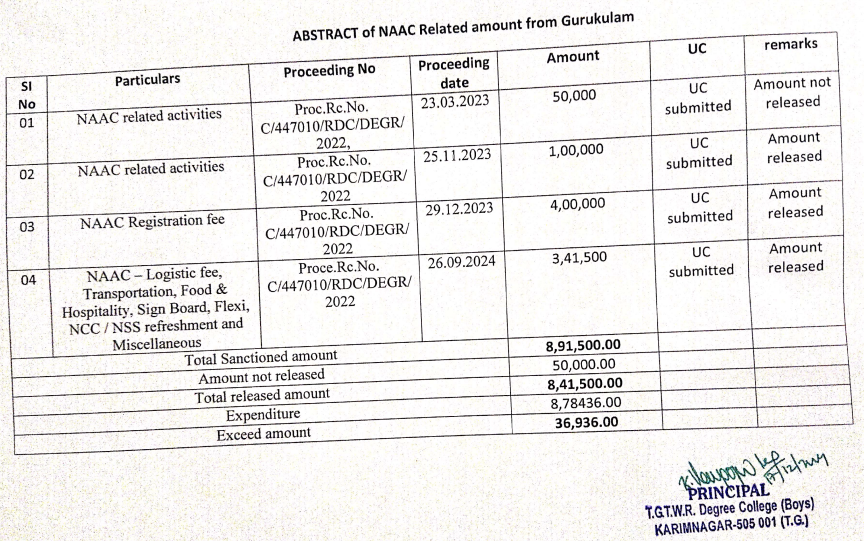 ABSTRACT of NAAC Related amount from Gurukulam
Sl No Particulars Proceeding No Proceeding date Amount UC remarks
01 NAAC related activities Proc.Rc.No. C/447010/RDC/DEGR/ 2022, 23.03.2023 50,000 UC submitted Amount not released
02 NAAC related activities Proc.Rc.No. C/447010/RDC/DEGR/ 2022 25.11.2023 1,00,000 UC submitted Amount released
03 NAAC Registration fee Proc.Rc.No. C/447010/RDC/DEGR/ 2022 29.12.2023 4,00,000 UC submitted Amount released
04 NAAC – Logistic fee, Transportation, Food & Hospitality, Sign Board, Flexi, NCC / NSS refreshment and Miscellaneous Proce.Rc.No. C/447010/RDC/DEGR/ 2022 26.09.2024 3,41,500 UC submitted Amount released
Total Sanctioned amount 8,91,500.00
Amount not released 50,000.00
Total released amount 8,41,500.00
Expenditure 8,78436.00
Exceed amount 36,936.00
PRINCIPAL
T.G.T.W.R. Degree College (Boys)
KARIMNAGAR-505 001 (T.G.)